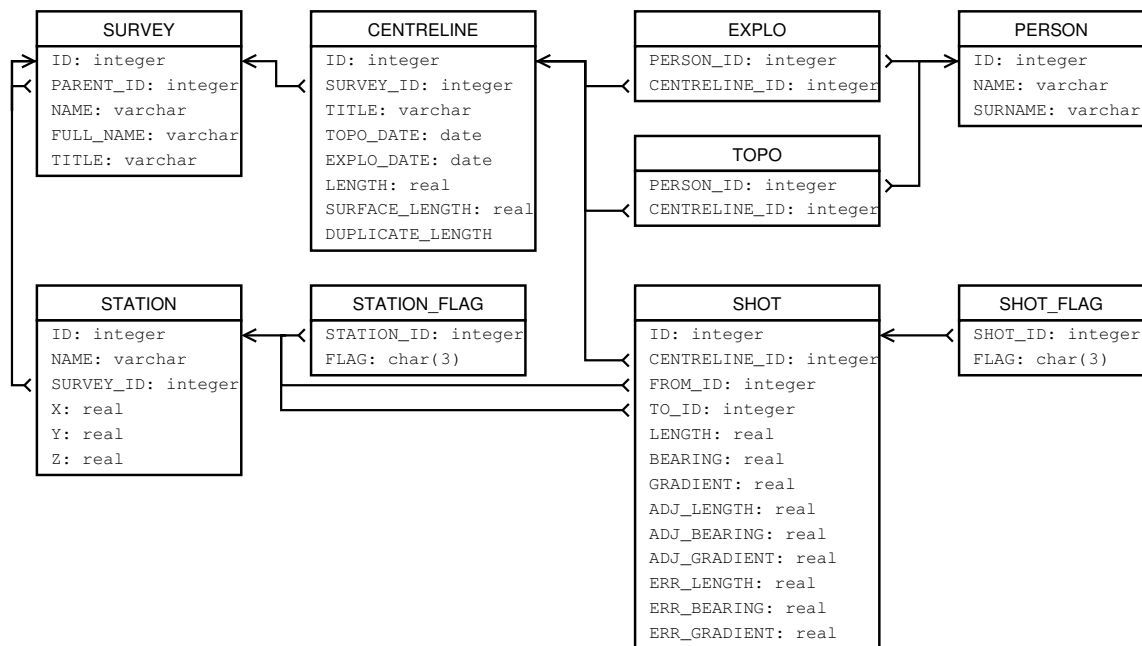 SURVEY
ID: integer
PARENT_ID: integer
NAME: varchar
FULL_NAME: varchar
TITLE: varchar
CENTRELINE
ID: integer
SURVEY_ID: integer
TITLE: varchar
TOPO_DATE: date
EXPLO_DATE: date
LENGTH: real
SURFACE_LENGTH: real
DUPLICATE_LENGTH
EXPLO
PERSON_ID: integer
CENTRELINE_ID: integer
PERSON
ID: integer
NAME: varchar
SURNAME: varchar
TOPO
PERSON_ID: integer
CENTRELINE_ID: integer
STATION
ID: integer
NAME: varchar
SURVEY_ID: integer
X: real
Y: real
Z: real
STATION_FLAG
STATION_ID: integer
FLAG: char(3)
SHOT
ID: integer
CENTRELINE_ID: integer
FROM_ID: integer
TO_ID: integer
LENGTH: real
BEARING: real
GRADIENT: real
ADJ_LENGTH: real
ADJ_BEARING: real
ADJ_GRADIENT: real
ERR_LENGTH: real
ERR_BEARING: real
ERR_GRADIENT: real
SHOT_FLAG
SHOT_ID: integer
FLAG: char(3)